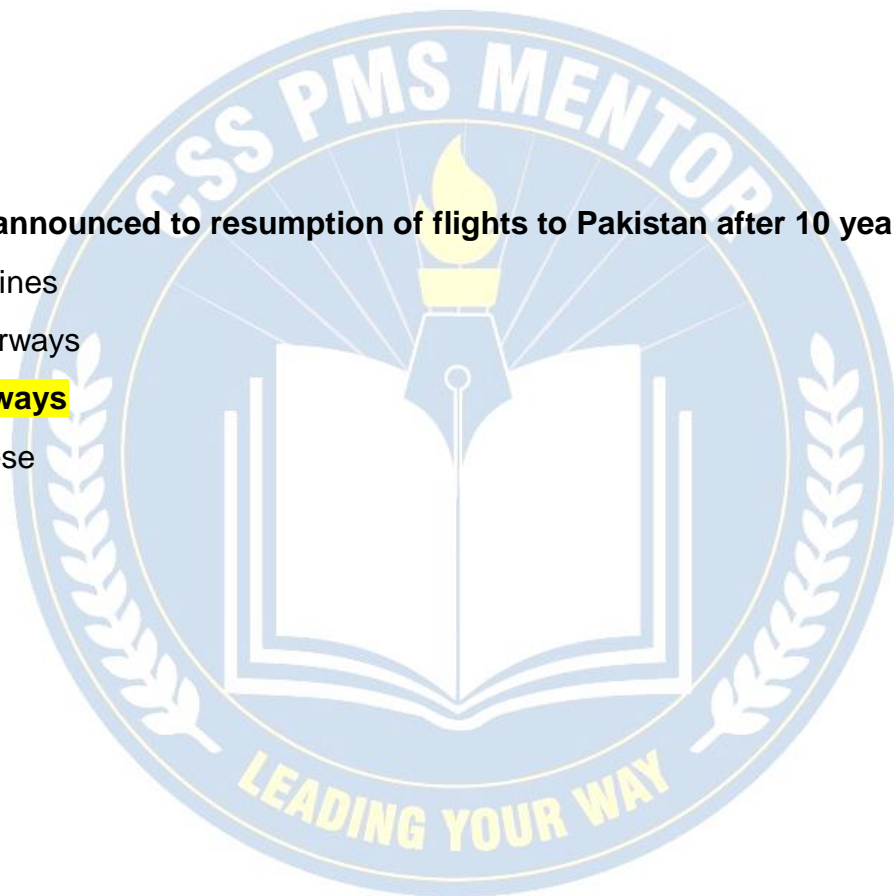 CSS PMS MENTOR
announced to resumption of flights to Pakistan after 10 yea
ines
rways
ways
se
LEADING YOUR WAY